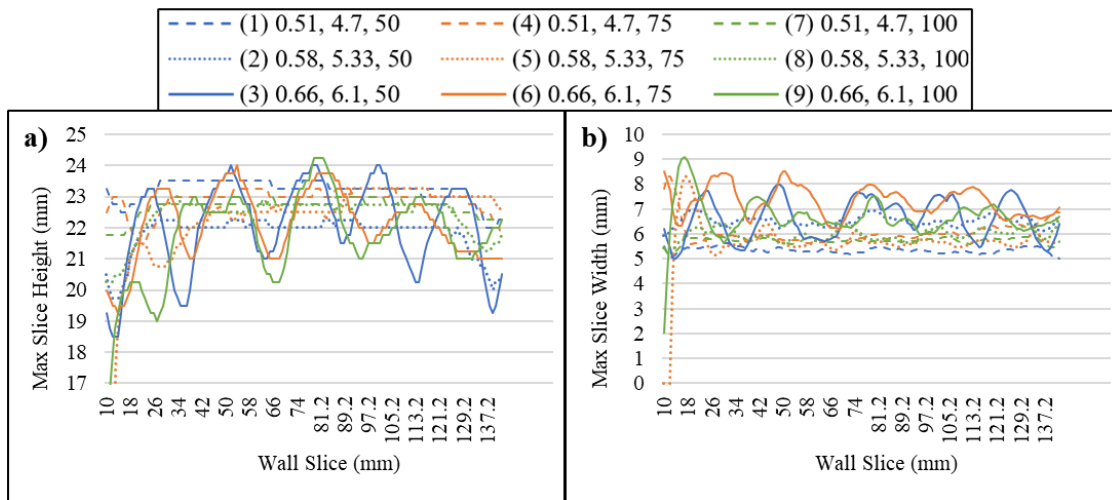 (1) 0.51, 4.7, 50 (4) 0.51, 4.7, 75 (7) 0.51, 4.7, 100
(2) 0.58, 5.33, 50 (5) 0.58, 5.33, 75 (8) 0.58, 5.33, 100
(3) 0.66, 6.1, 50 (6) 0.66, 6.1, 75 (9) 0.66, 6.1, 100
a)
Max Slice Height (mm)
25
24
23
22
21
20
19
18
17
10 18 26 34 42 50 58 66 74 81.2 89.2 97.2 105.2 113.2 121.2 129.2 137.2
Wall Slice (mm)
b)
Max Slice Width (mm)
10
9
8
7
6
5
4
3
2
1
0
10 18 26 34 42 50 58 66 74 81.2 89.2 97.2 105.2 113.2 121.2 129.2 137.2
Wall Slice (mm)